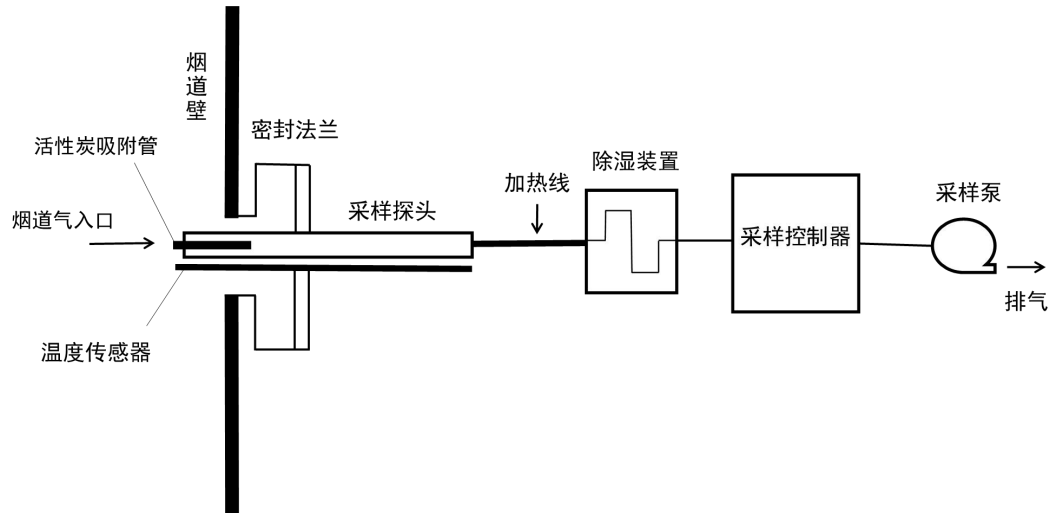 烟道壁
密封法兰
活性炭吸附管
除湿装置
加热线
采样泵
采样探头
烟道气入口
采样控制器
排气
温度传感器